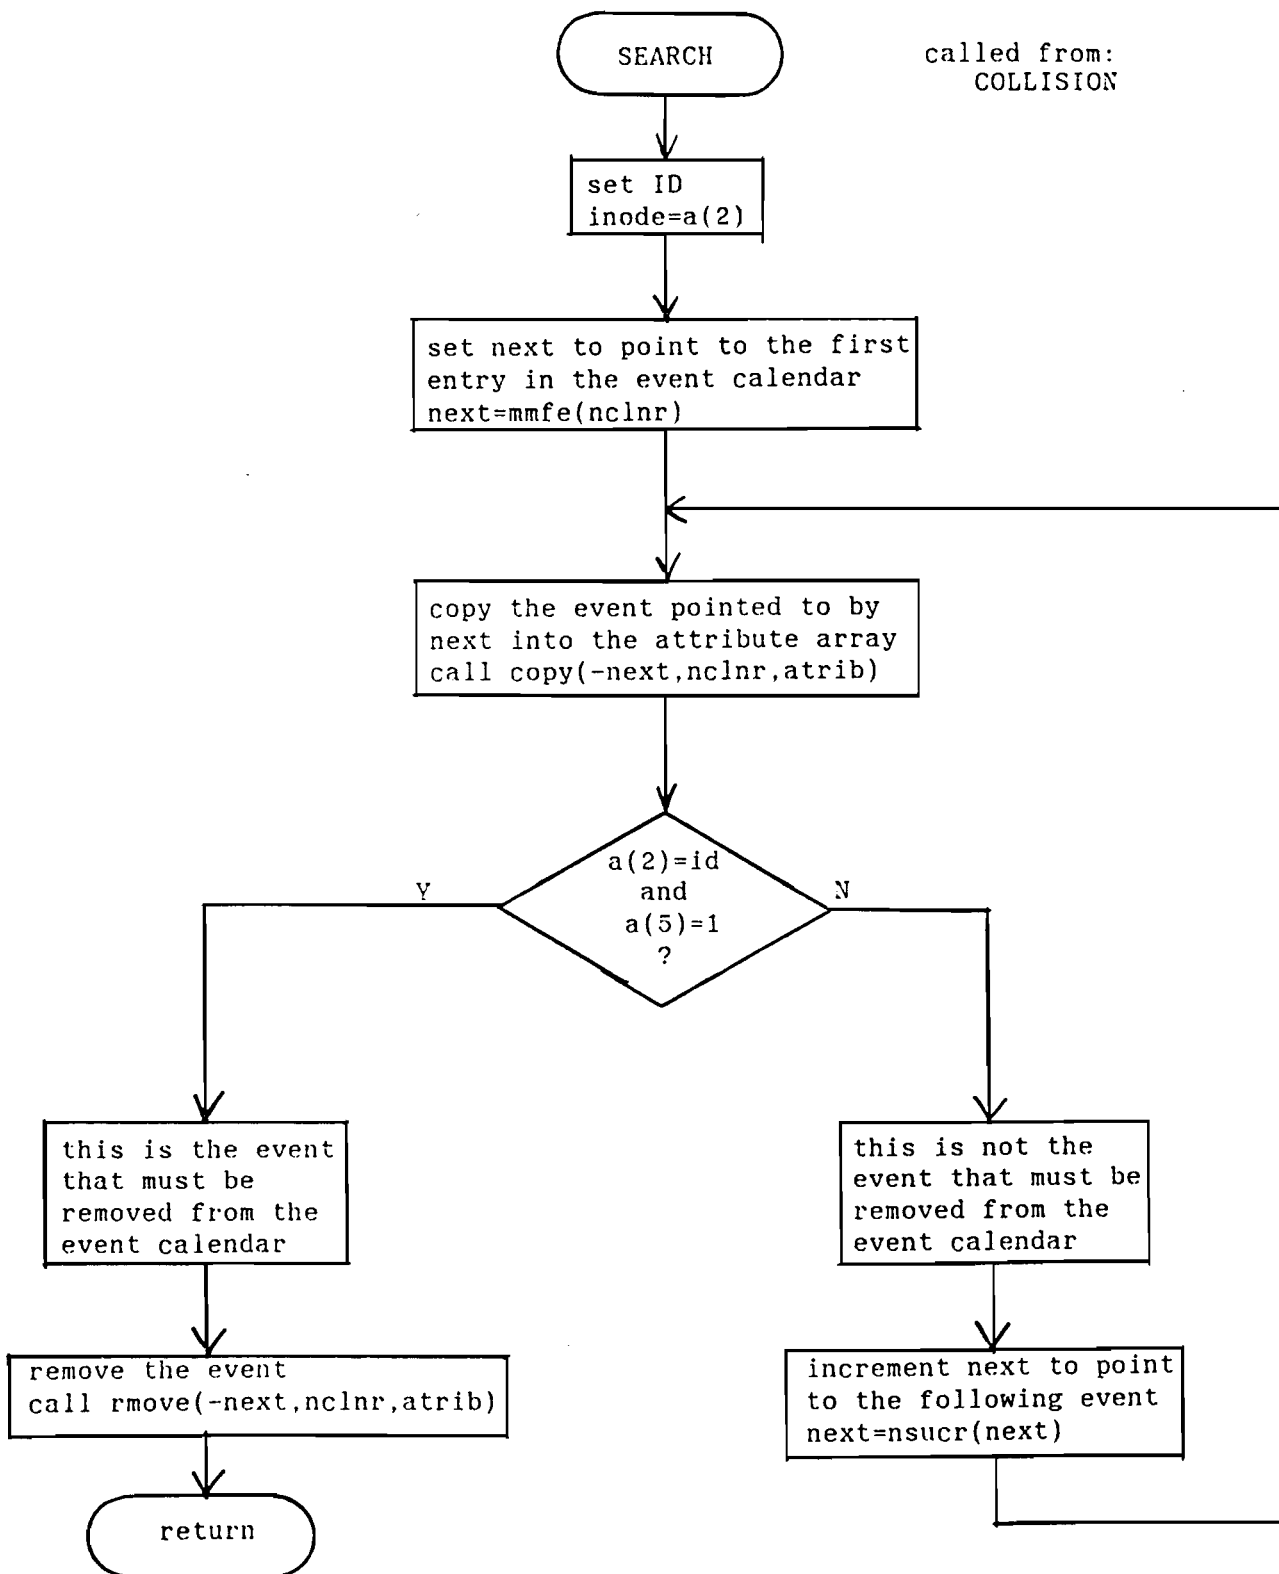 SEARCH
called from:
COLLISION
set ID
inode=a(2)
set next to point to the first
entry in the event calendar
next=mmfe(nclnr)
copy the event pointed to by
next into the attribute array
call copy(-next,nclnr,atrib)
a(2)=id
and
a(5)=1
?
Y
N
this is the event
that must be
removed from the
event calendar
this is not the
event that must be
removed from the
event calendar
remove the event
call rmove(-next,nclnr,atrib)
increment next to point
to the following event
next=nsucr(next)
return